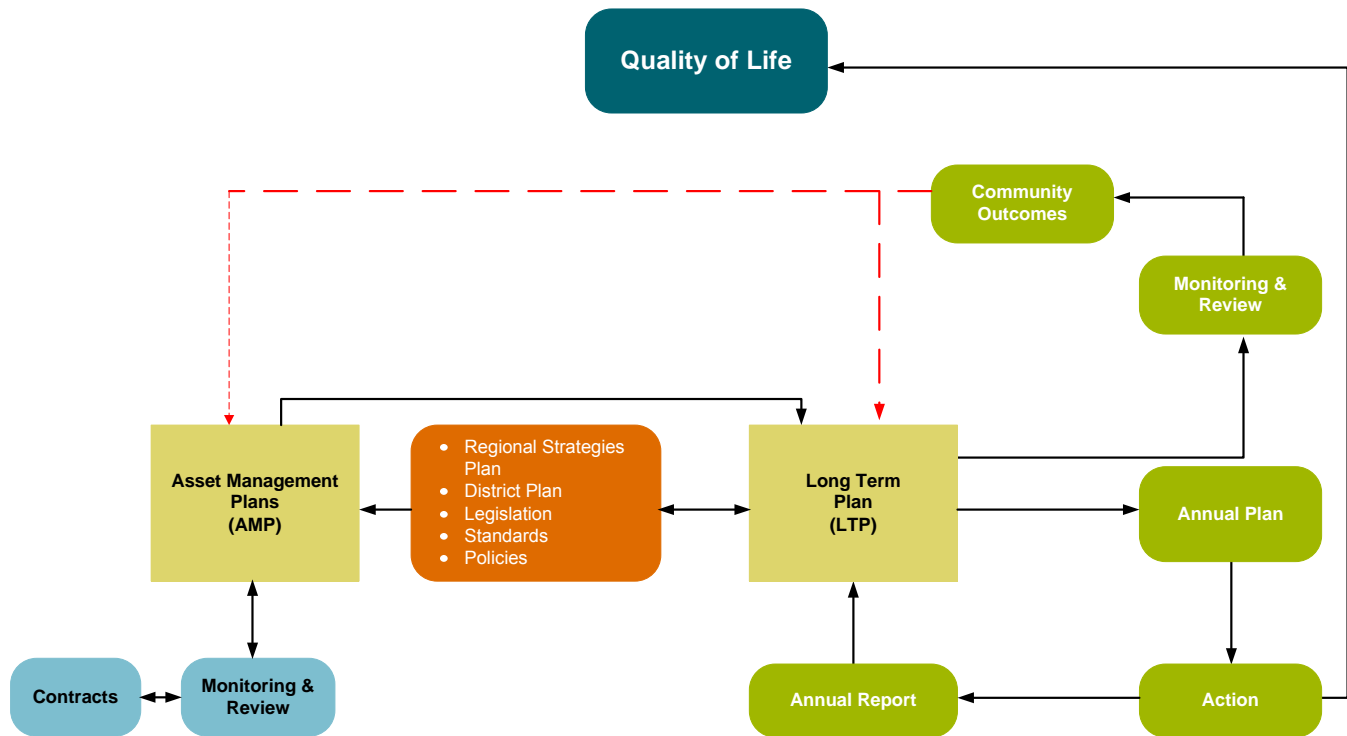 Quality of Life
Community
Outcomes
Monitoring &
Review
Asset Management
Plans
(AMP)
• Regional Strategies
Plan
• District Plan
• Legislation
• Standards
• Policies
Long Term
Plan
(LTP)
Annual Plan
Contracts
Monitoring &
Review
Annual Report
Action